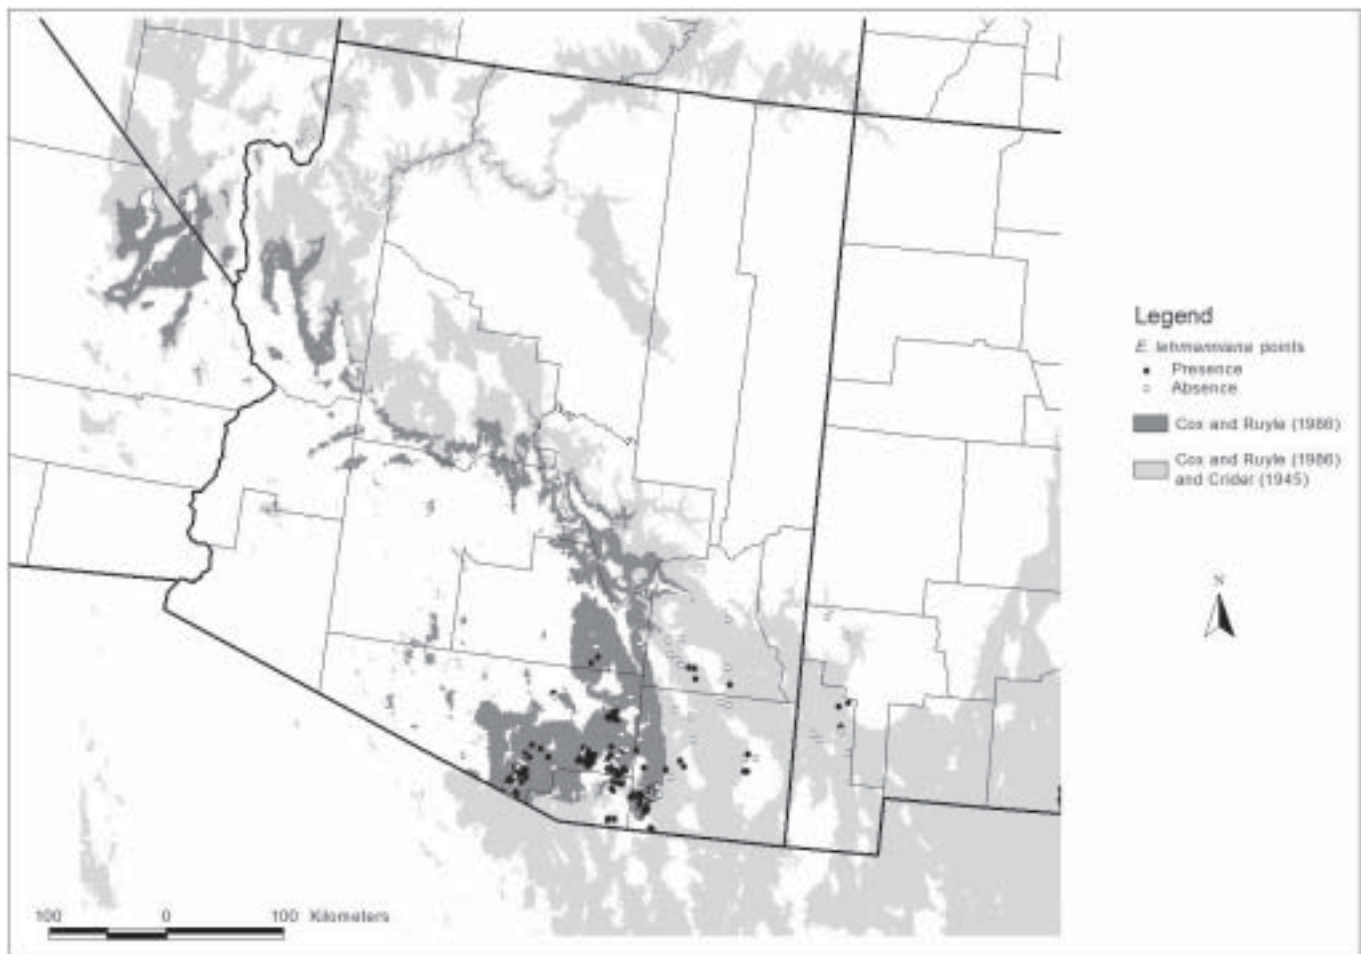 Legend
E. lehmanniana points
Presence
Absence
Cox and Ruyle (1986)
Cox and Ruyle (1986)
and Crider (1945)
N
100 0 100 Kilometers